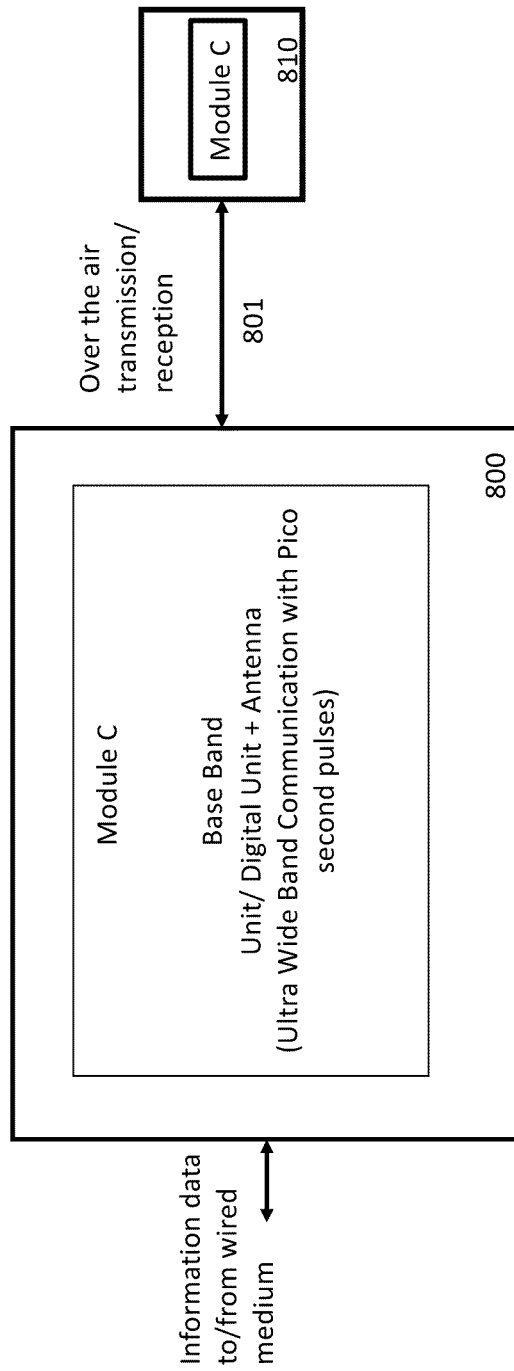 Information data
to/from wired
medium
Module C
Base Band
Unit/ Digital Unit + Antenna
(Ultra Wide Band Communication with Pico
second pulses)
800
Over the air
transmission/
reception
801
Module C
810